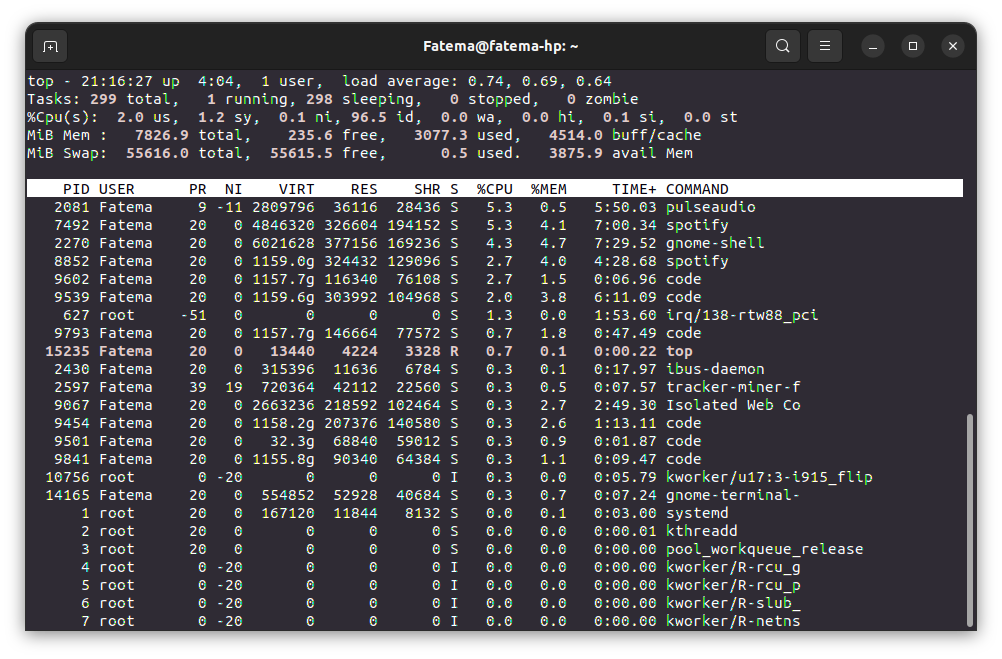 Fatema@fatema-hp: ~
top - 21:16:27 up  4:04,  1 user,  load average: 0.74, 0.69, 0.64
Tasks: 299 total,   1 running, 298 sleeping,   0 stopped,   0 zombie
%Cpu(s):  2.0 us,  1.2 sy,  0.1 ni, 96.5 id,  0.0 wa,  0.0 hi,  0.1 si,  0.0 st
MiB Mem :   7826.9 total,    235.6 free,   3077.3 used,   4514.0 buff/cache
MiB Swap:  55616.0 total,  55615.5 free,      0.5 used.   3875.9 avail Mem
    PID USER      PR  NI    VIRT    RES    SHR S  %CPU  %MEM     TIME+ COMMAND
   2081 Fatema     9 -11 2809796  36116  28436 S   5.3   0.5   5:50.03 pulseaudio
   7492 Fatema    20   0 4846320 326604 194152 S   5.3   4.1   7:00.34 spotify
   2270 Fatema    20   0 6021628 377156 169236 S   4.3   4.7   7:29.52 gnome-shell
   8852 Fatema    20   0 1159.0g 324432 129096 S   2.7   4.0   4:28.68 spotify
   9602 Fatema    20   0 1157.7g 116340  76108 S   2.7   1.5   0:06.96 code
   9539 Fatema    20   0 1159.6g 303992 104968 S   2.0   3.8   6:11.09 code
    627 root     -51   0       0      0      0 S   1.3   0.0   1:53.60 irq/138-rtw88_pci
   9793 Fatema    20   0 1157.7g 146664  77572 S   0.7   1.8   0:47.49 code
  15235 Fatema    20   0   13440   4224   3328 R   0.7   0.1   0:00.22 top
   2430 Fatema    20   0  315396  11636   6784 S   0.3   0.1   0:17.97 ibus-daemon
   2597 Fatema    39  19  720364  42112  22560 S   0.3   0.5   0:07.57 tracker-miner-f
   9067 Fatema    20   0 2663236 218592 102464 S   0.3   2.7   2:49.30 Isolated Web Co
   9454 Fatema    20   0 1158.2g 207376 140580 S   0.3   2.6   1:13.11 code
   9501 Fatema    20   0   32.3g  68840  59012 S   0.3   0.9   0:01.87 code
   9841 Fatema    20   0 1155.8g  90340  64384 S   0.3   1.1   0:09.47 code
  10756 root       0 -20       0      0      0 I   0.3   0.0   0:05.79 kworker/u17:3-i915_flip
  14165 Fatema    20   0  554852  52928  40684 S   0.3   0.7   0:07.24 gnome-terminal-
      1 root      20   0  167120  11844   8132 S   0.0   0.1   0:03.00 systemd
      2 root      20   0       0      0      0 S   0.0   0.0   0:00.01 kthreadd
      3 root      20   0       0      0      0 S   0.0   0.0   0:00.00 pool_workqueue_release
      4 root       0 -20       0      0      0 I   0.0   0.0   0:00.00 kworker/R-rcu_g
      5 root       0 -20       0      0      0 I   0.0   0.0   0:00.00 kworker/R-rcu_p
      6 root       0 -20       0      0      0 I   0.0   0.0   0:00.00 kworker/R-slub_
      7 root       0 -20       0      0      0 I   0.0   0.0   0:00.00 kworker/R-netns